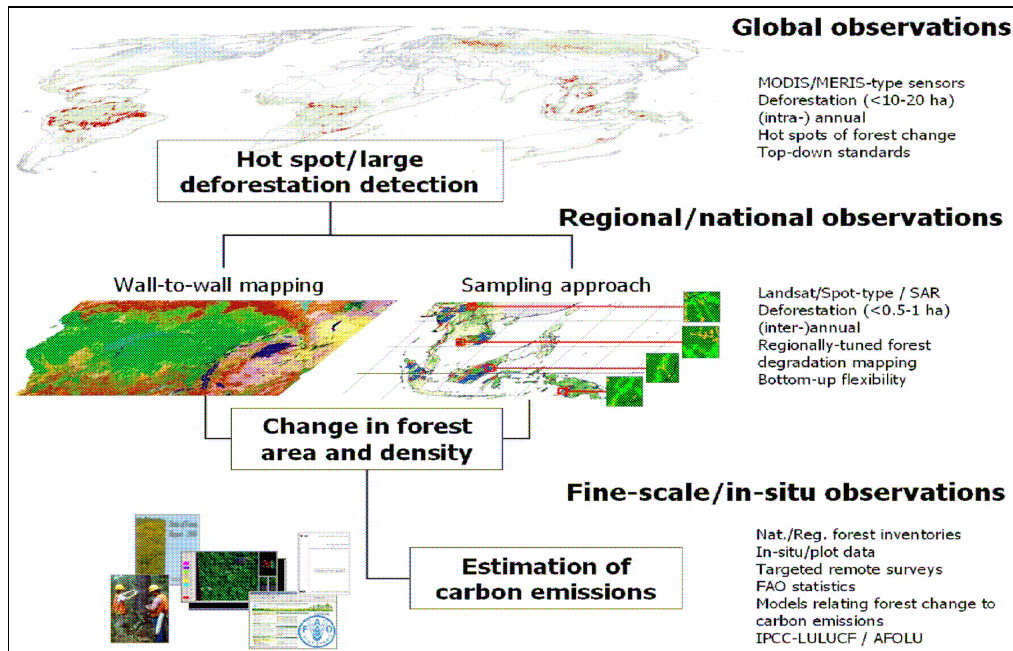 Global observations
MODIS/MERIS-type sensors
Deforestation (<10-20 ha)
(intra-) annual
Hot spots of forest change
Top-down standards
Hot spot/large
deforestation detection
Regional/national observations
Wall-to-wall mapping
Sampling approach
Landsat/Spot-type / SAR
Deforestation (<0.5-1 ha)
(inter-)annual
Regionally-tuned forest
degradation mapping
Bottom-up flexibility
Change in forest
area and density
Fine-scale/in-situ observations
Nat./Reg. forest inventories
In-situ/plot data
Targeted remote surveys
FAO statistics
Models relating forest change to
carbon emissions
IPCC-LULUCF / AFOLU
Estimation of
carbon emissions